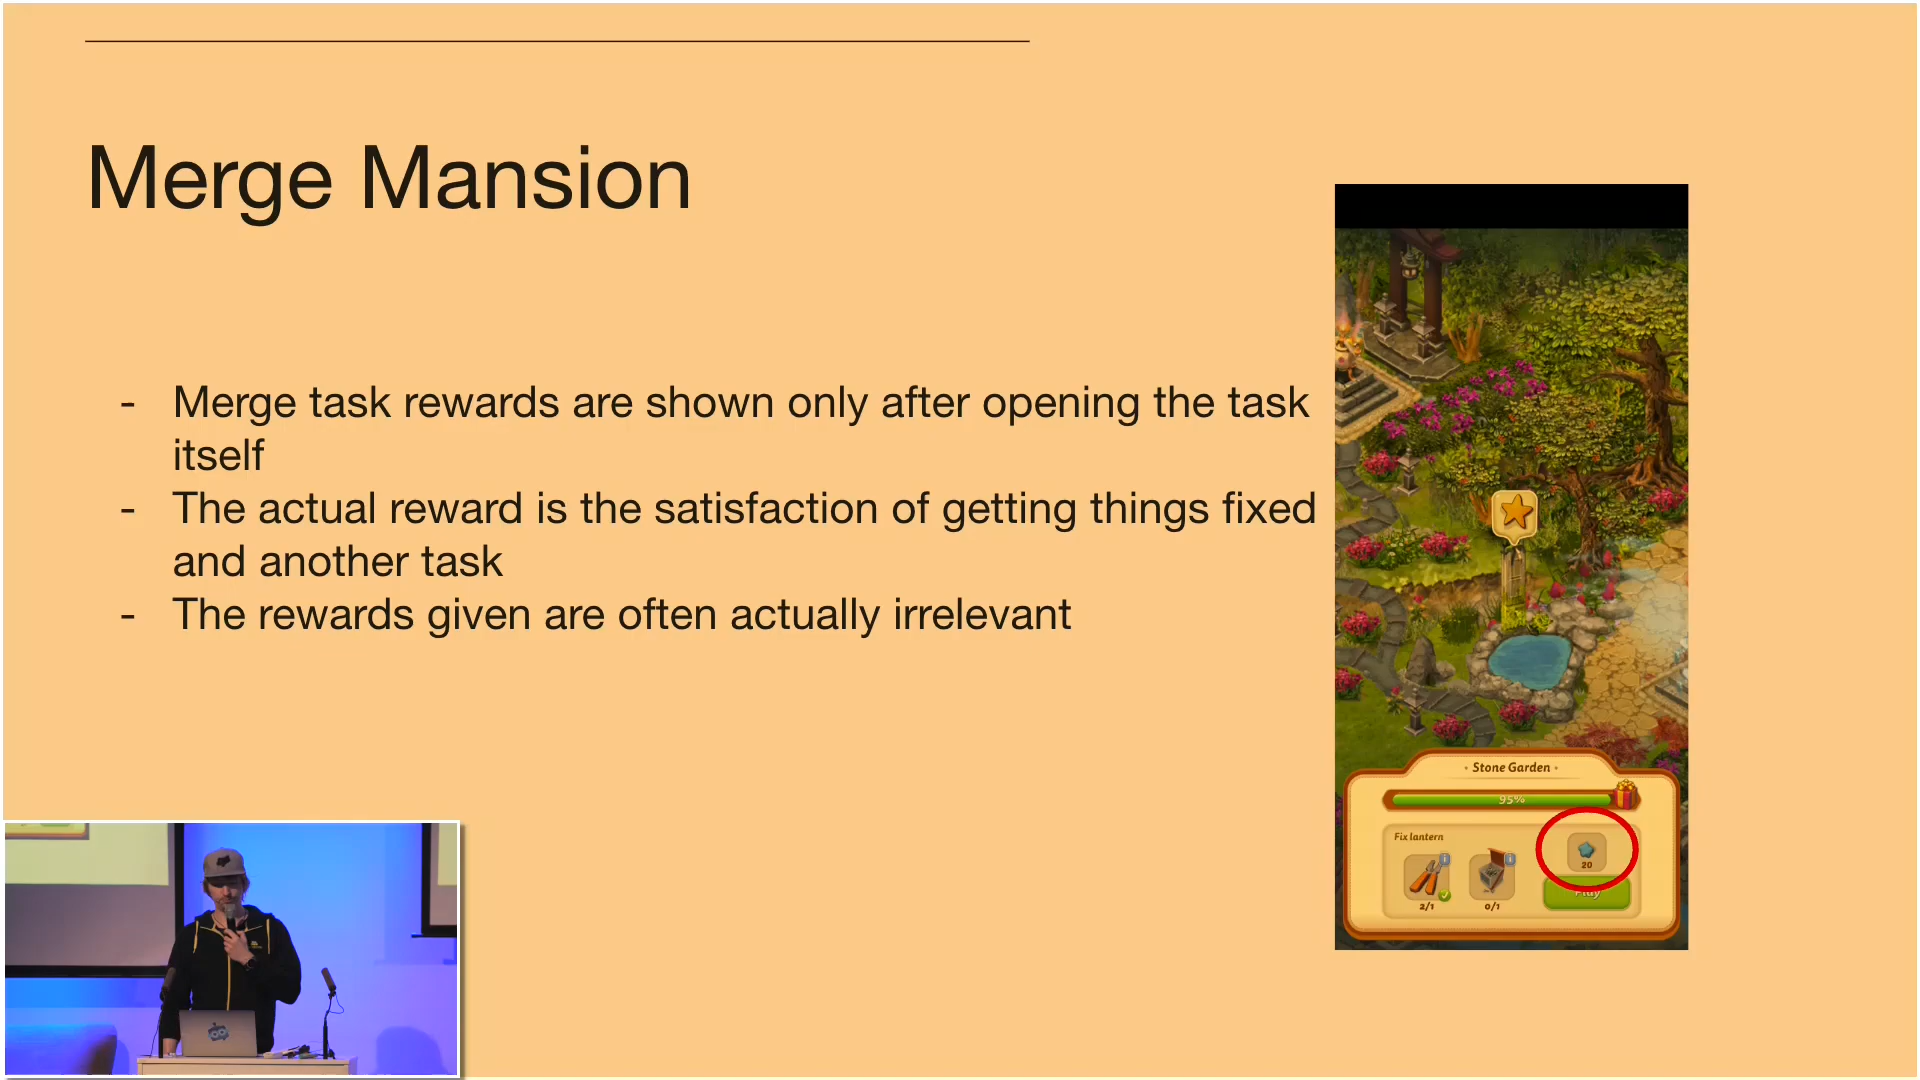 Merge Mansion
- Merge task rewards are shown only after opening the task
itself
- The actual reward is the satisfaction of getting things fixed
and another task
- The rewards given are often actually irrelevant
Stone Garden
95%
Fix lantern
20
2/1
0/1
Play